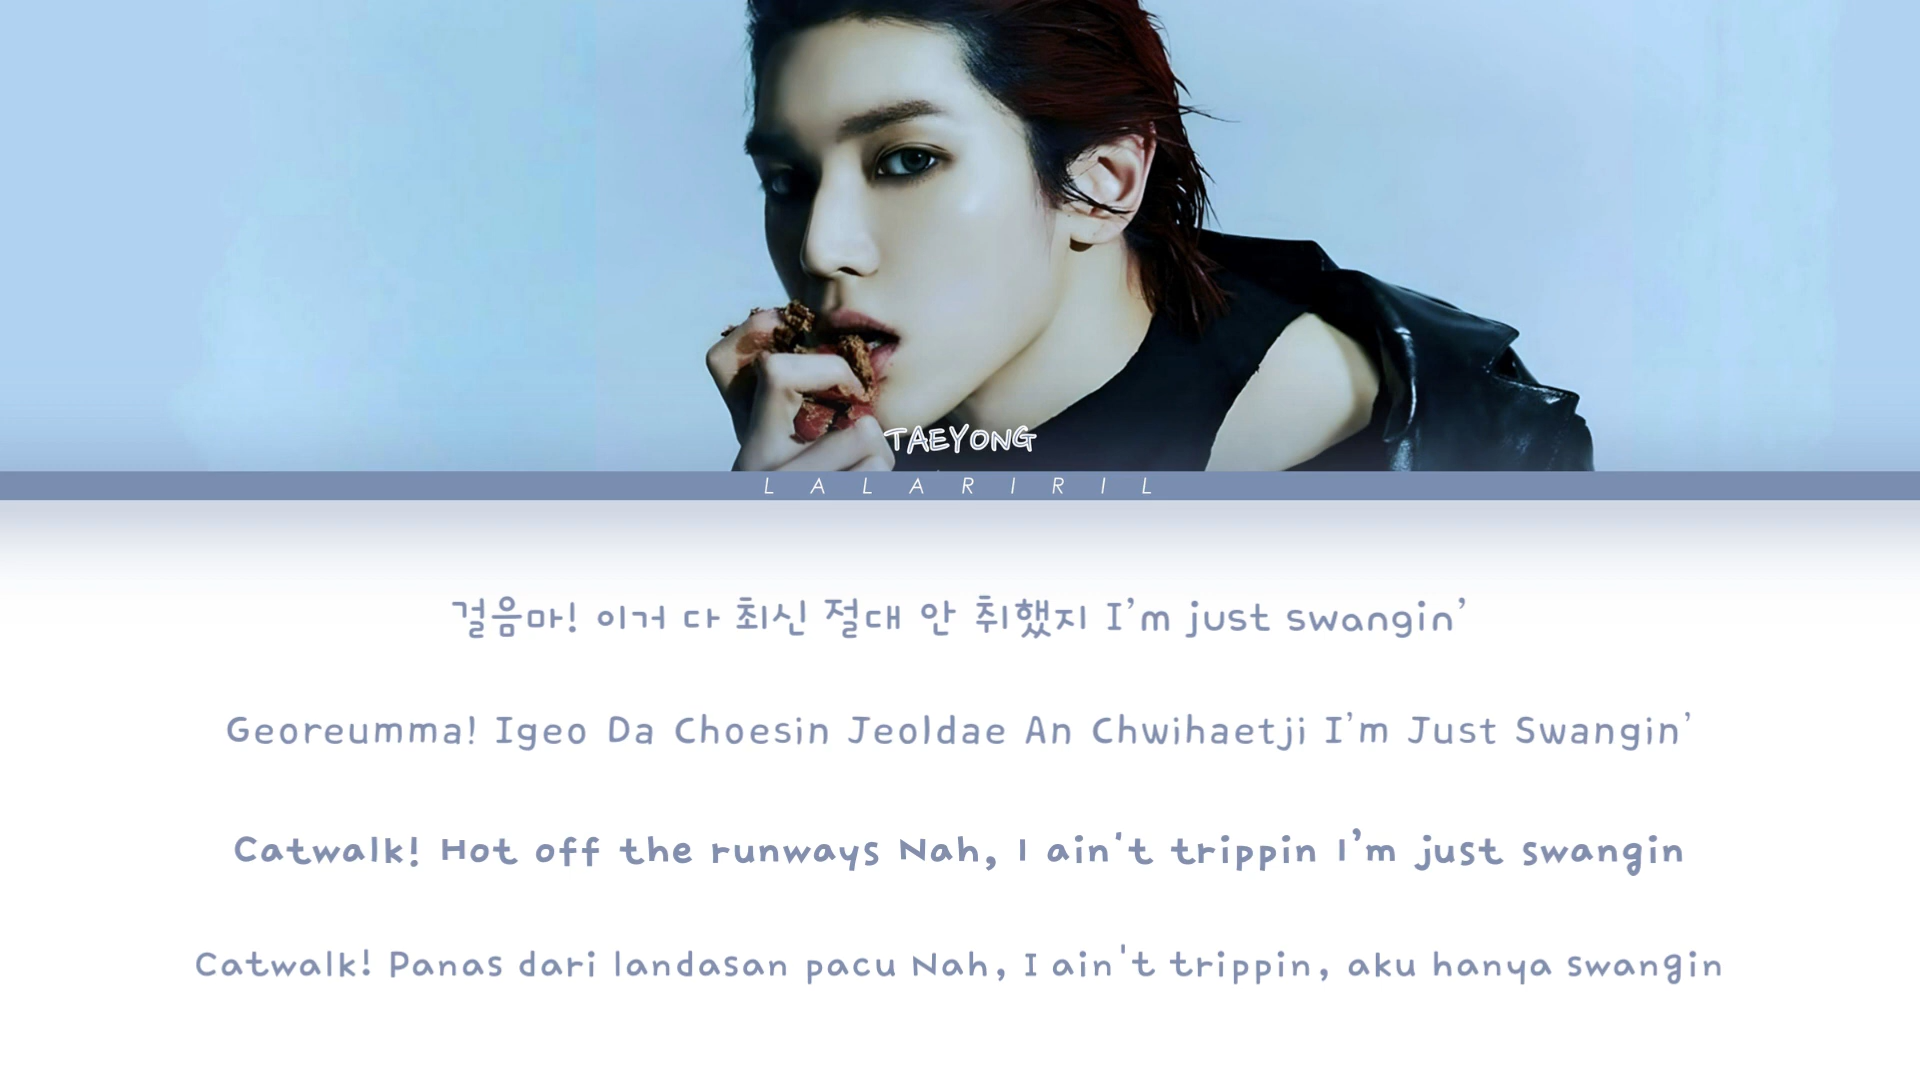 TAEYONG
LALARIRIL
걸음마! 이거 다 최신 절대 안 취했지 I’m just swangin’
Georeumma! Igeo Da Choesin Jeoldae An Chwihaetji I’m Just Swangin’
Catwalk! Hot off the runways Nah, I ain't trippin I’m just swangin
Catwalk! Panas dari landasan pacu Nah, I ain't trippin, aku hanya swangin